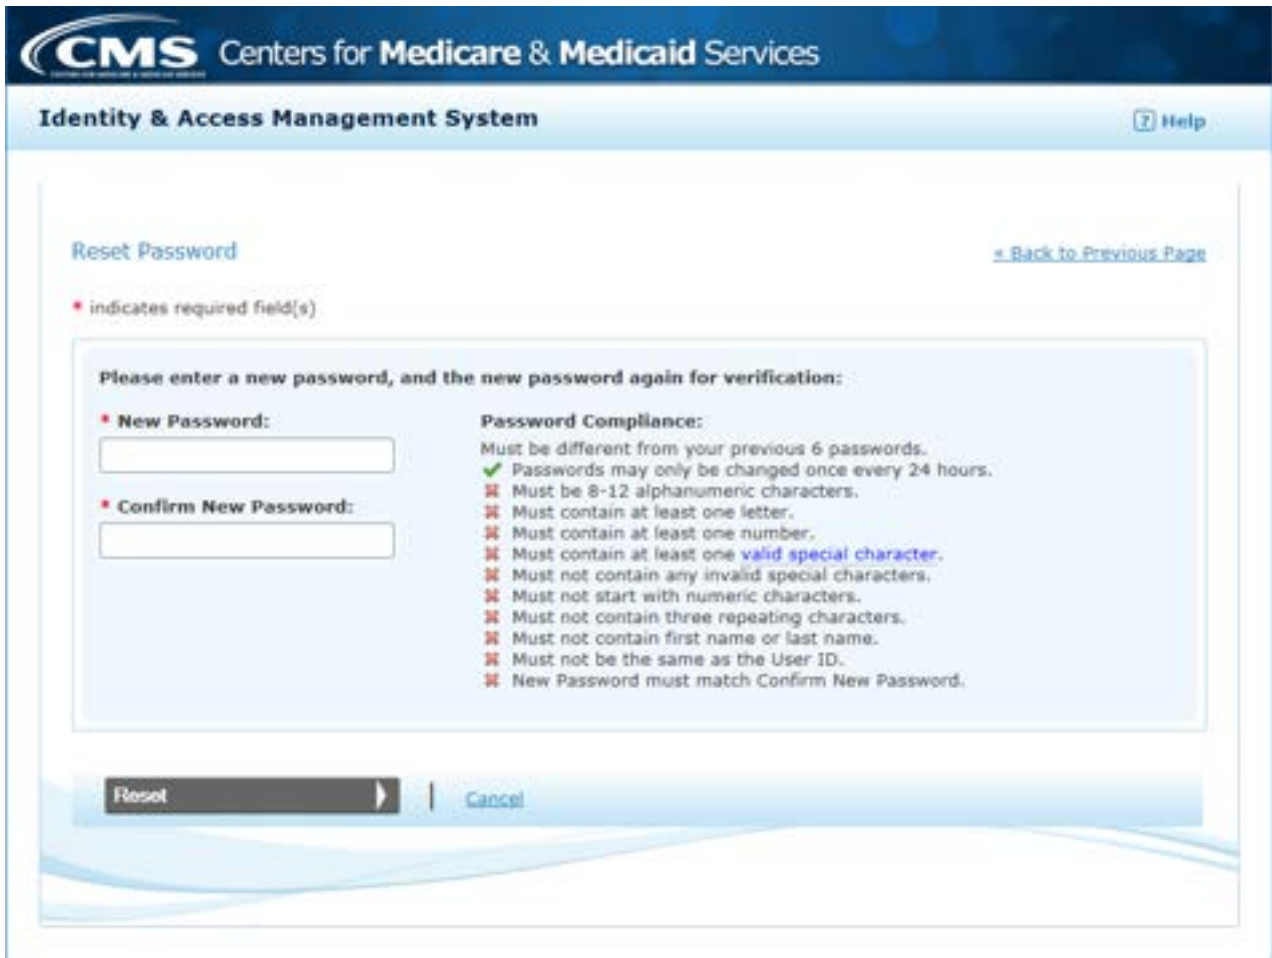 CMS Centers for Medicare & Medicaid Services
CENTERS FOR MEDICARE & MEDICAID SERVICES
Identity & Access Management System
? Help
Reset Password
« Back to Previous Page
* indicates required field(s)
Please enter a new password, and the new password again for verification:
* New Password:
* Confirm New Password:
Password Compliance:
Must be different from your previous 6 passwords.
Passwords may only be changed once every 24 hours.
Must be 8-12 alphanumeric characters.
Must contain at least one letter.
Must contain at least one number.
Must contain at least one valid special character.
Must not contain any invalid special characters.
Must not start with numeric characters.
Must not contain three repeating characters.
Must not contain first name or last name.
Must not be the same as the User ID.
New Password must match Confirm New Password.
Reset
Cancel